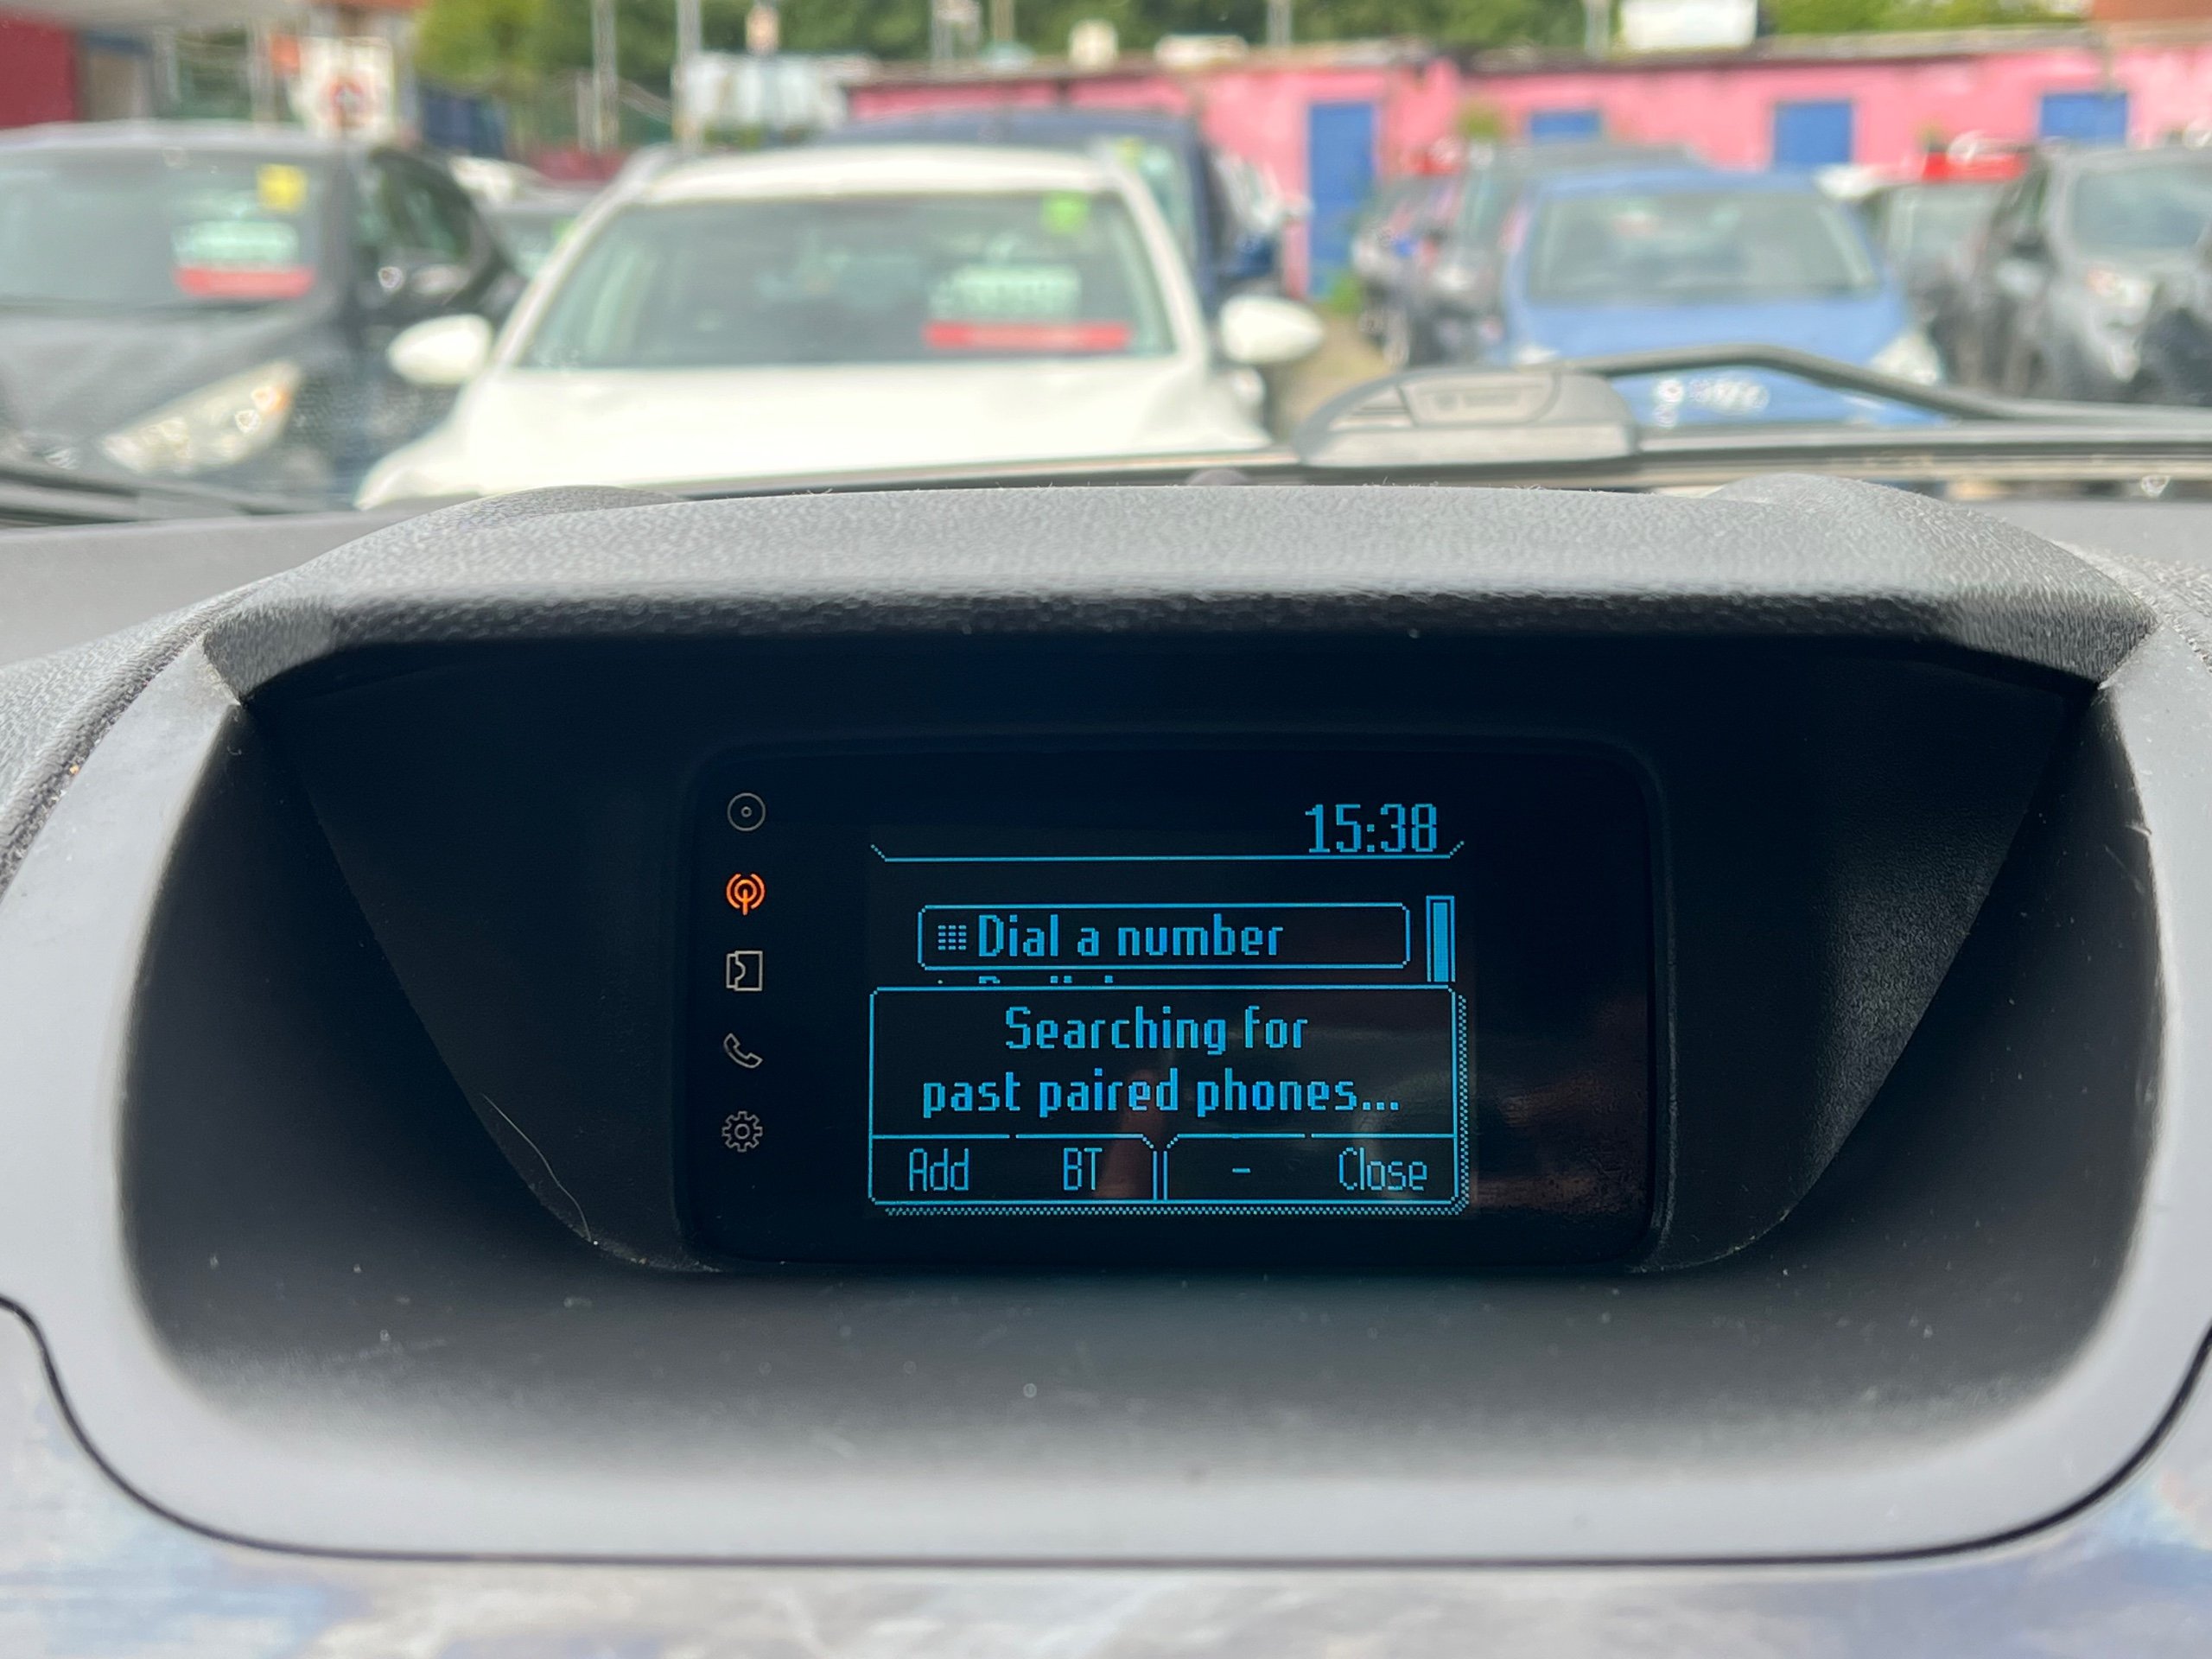 15:38
Dial a number
Searching for
past paired phones...
Add BT - Close